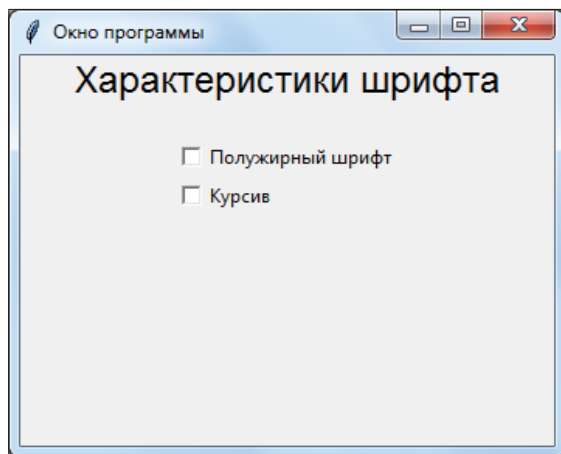 Окно программы
Характеристики шрифта
Полужирный шрифт
Курсив